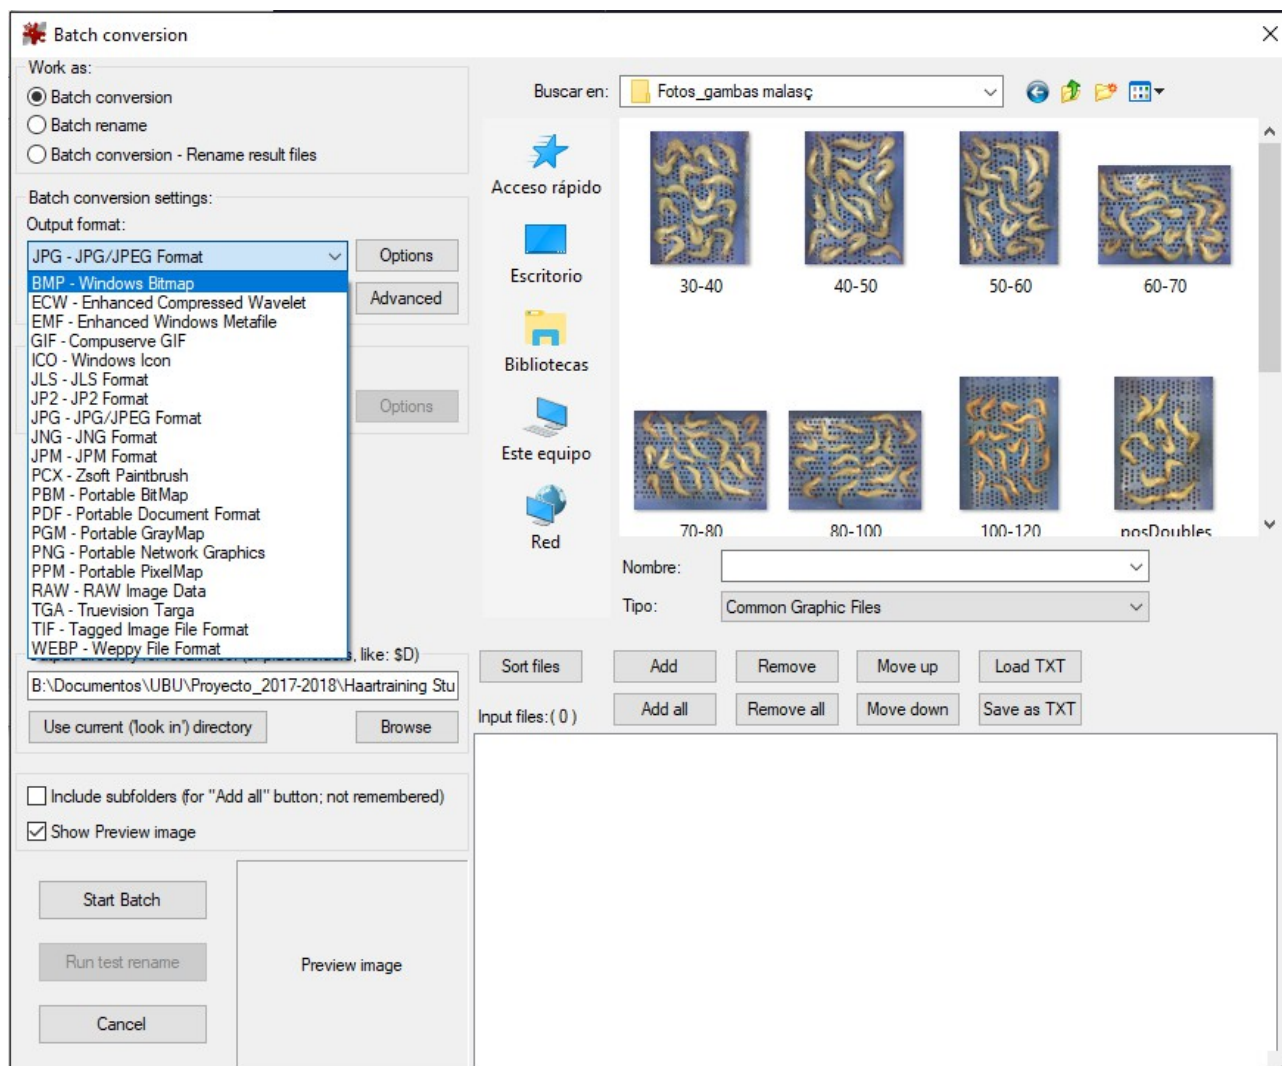 Batch conversion
Work as:
Batch conversion
Batch rename
Batch conversion - Rename result files
Batch conversion settings:
Output format:
JPG - JPG/JPEG Format
Options
Advanced
BMP - Windows Bitmap
ECW - Enhanced Compressed Wavelet
EMF - Enhanced Windows Metafile
GIF - Compuserve GIF
ICO - Windows Icon
JLS - JLS Format
JP2 - JP2 Format
JPG - JPG/JPEG Format
JNG - JNG Format
JPM - JPM Format
PCX - Zsoft Paintbrush
PBM - Portable BitMap
PDF - Portable Document Format
PGM - Portable GrayMap
PNG - Portable Network Graphics
PPM - Portable PixelMap
RAW - RAW Image Data
TGA - Truevision Targa
TIF - Tagged Image File Format
WEBP - Weppy File Format
Options
like: $D)
B:\Documentos\UBU\Proyecto_2017-2018\Haartraining Stu
Use current ('look in') directory
Browse
Include subfolders (for "Add all" button; not remembered)
Show Preview image
Start Batch
Run test rename
Cancel
Preview image
Buscar en:
Fotos_gambas malasç
Acceso rápido
Escritorio
Bibliotecas
Este equipo
Red
30-40
40-50
50-60
60-70
70-80
80-100
100-120
posDoubles
Nombre:
Tipo:
Common Graphic Files
Sort files
Add
Remove
Move up
Load TXT
Input files: ( 0 )
Add all
Remove all
Move down
Save as TXT